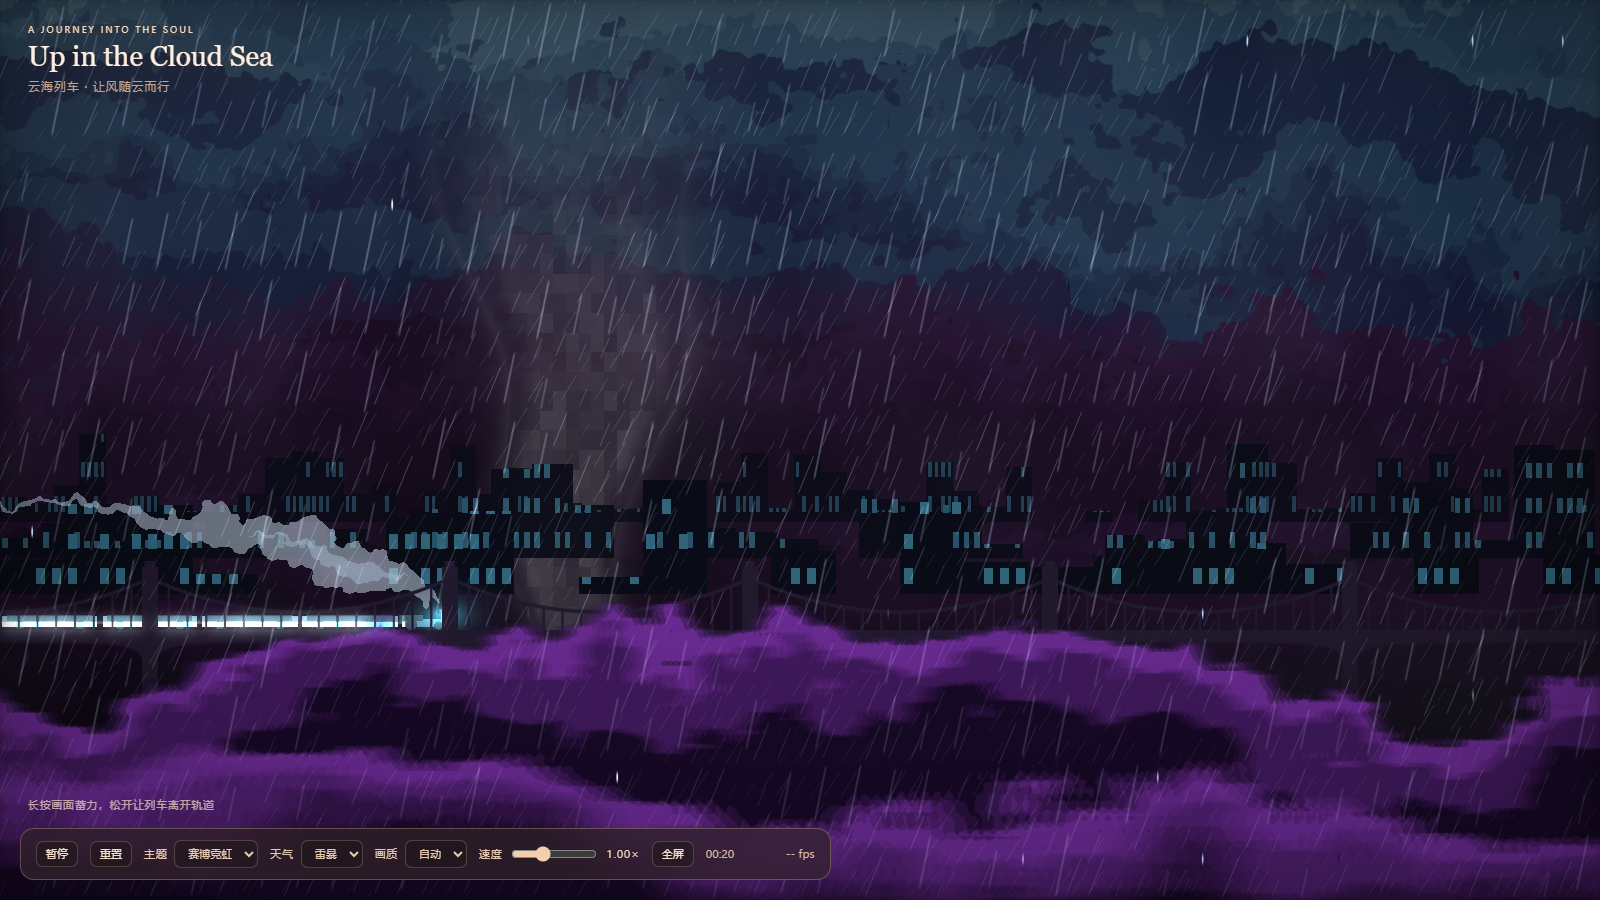 A JOURNEY INTO THE SOUL
Up in the Cloud Sea
云海列车 · 让风随云而行
长按画面蓄力，松开让列车离开轨道
暂停 重置 主题 赛博霓虹 天气 雷暴 画质 自动 速度 1.00× 全屏 00:20 -- fps